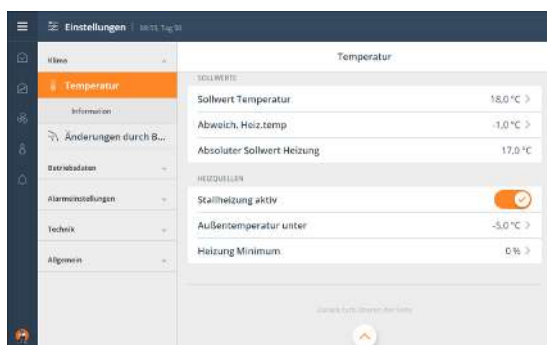 Einstellungen
Klima
Temperatur
Temperatur
Information
Änderungen durch B...
Betriebsdaten
Alarmeinstellungen
Technik
Allgemein
SOLLWERTE
Sollwert Temperatur 18,0 °C
Abweich. Heiz.temp -1,0 °C
Absoluter Sollwert Heizung 17,0 °C
HEIZQUELLEN
Stallheizung aktiv
Außentemperatur unter -5,0 °C
Heizung Minimum 0 %